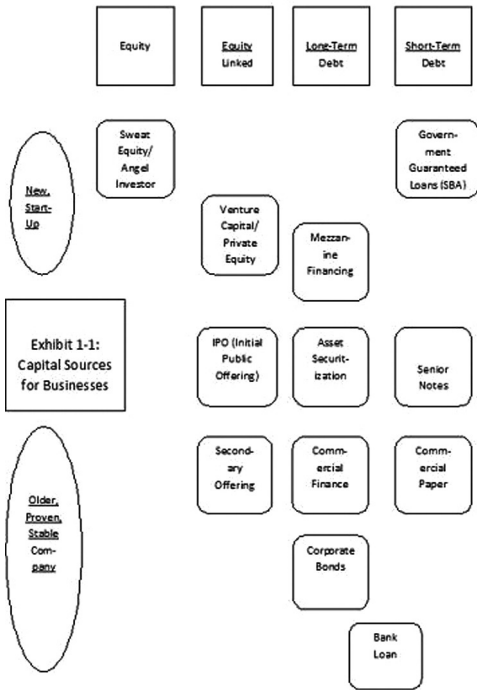 Equity
Equity
Linked
Long-Term
Debt
Short-Term
Debt
New,
Start-
Up
Sweat
Equity/
Angel
Investor
Govern-
ment
Guaranteed
Loans (SBA)
Venture
Capital/
Private
Equity
Mezzan-
ine
Financing
Exhibit 1-1:
Capital Sources
for Businesses
IPO (Initial
Public
Offering)
Asset
Securit-
ization
Senior
Notes
Older,
Proven,
Stable
Com-
pany
Second-
ary
Offering
Comm-
ercial
Finance
Comm-
ercial
Paper
Corporate
Bonds
Bank
Loan